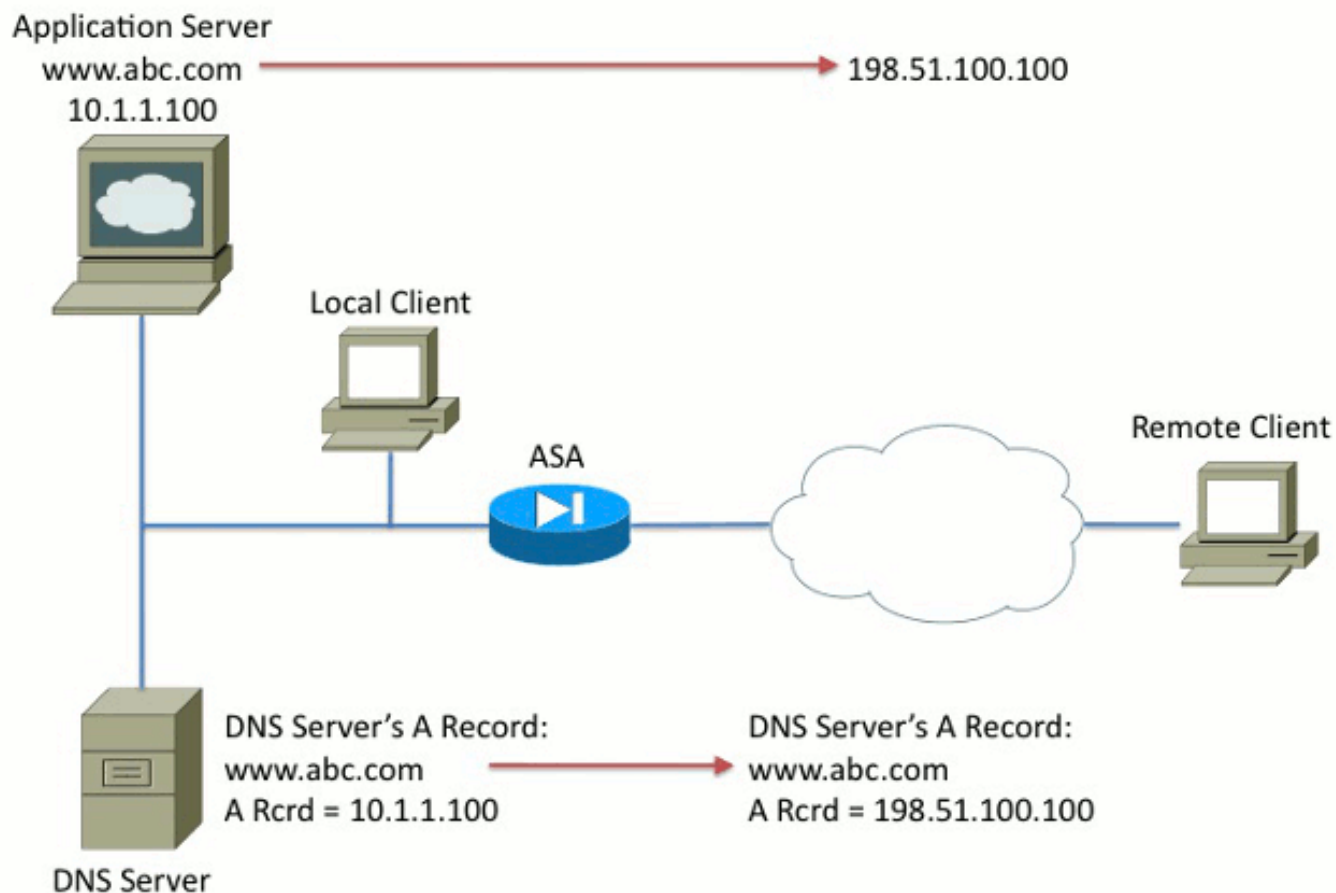 Application Server
www.abc.com
10.1.1.100
198.51.100.100
Local Client
ASA
Remote Client
DNS Server's A Record:
www.abc.com
A Rcrd = 10.1.1.100
DNS Server's A Record:
www.abc.com
A Rcrd = 198.51.100.100
DNS Server